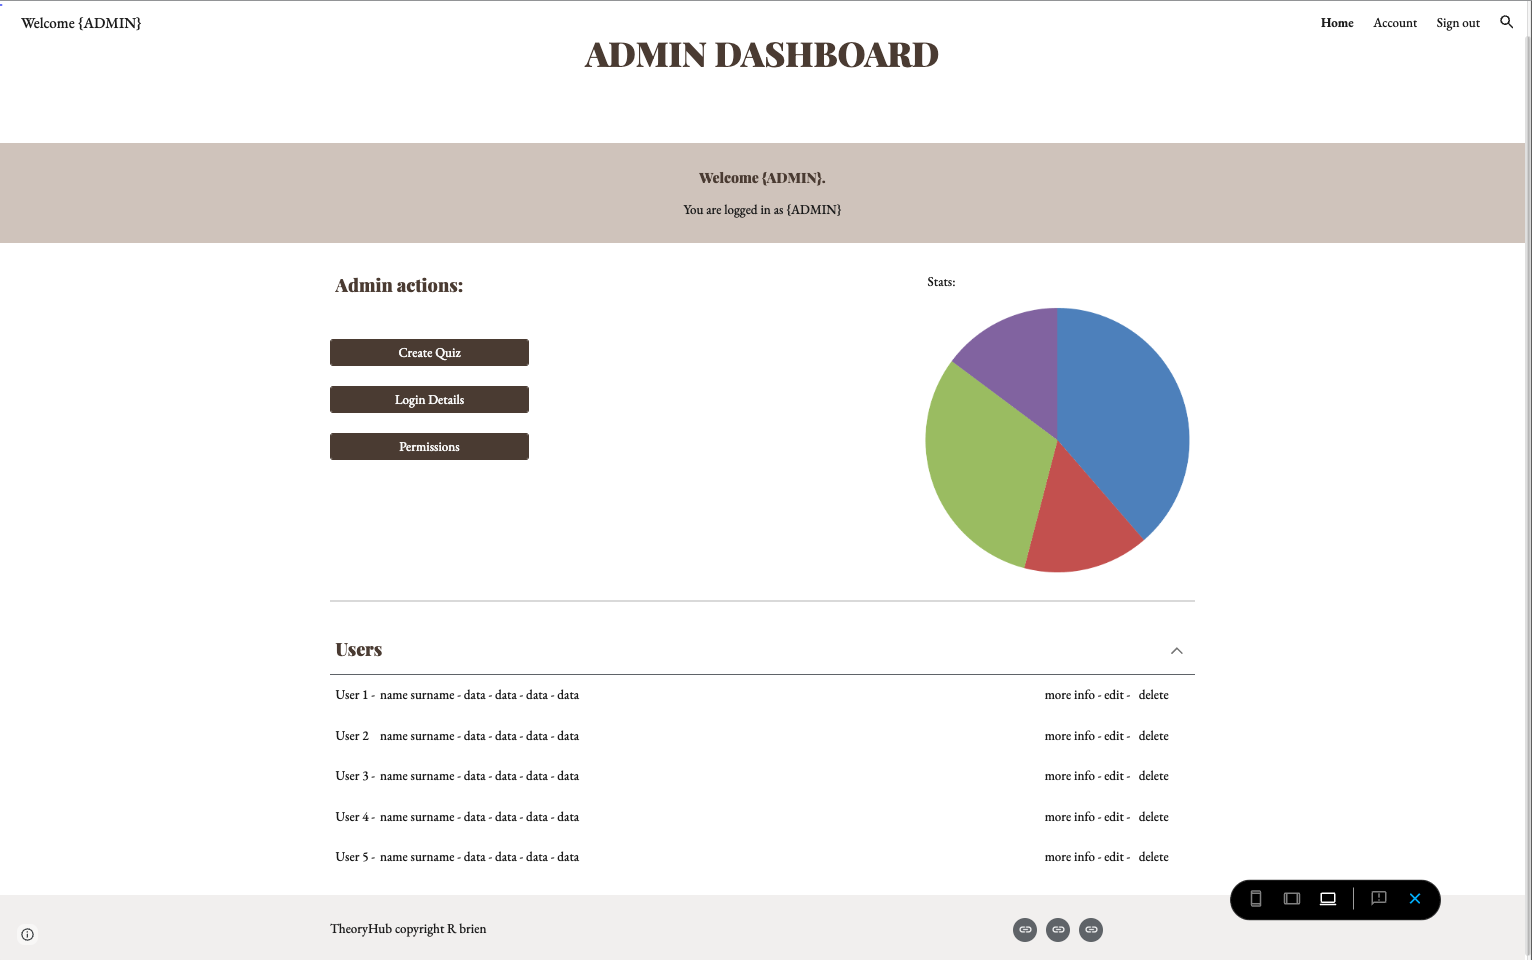 Welcome {ADMIN}
Home Account Sign out
ADMIN DASHBOARD
Welcome {ADMIN}.
You are logged in as {ADMIN}
Admin actions:
Stats:
Create Quiz
Login Details
Permissions
Users
User 1 - name surname - data - data - data - data more info - edit - delete
User 2 name surname - data - data - data - data more info - edit - delete
User 3 - name surname - data - data - data - data more info - edit - delete
User 4 - name surname - data - data - data - data more info - edit - delete
User 5 - name surname - data - data - data - data more info - edit - delete
TheoryHub copyright R brien